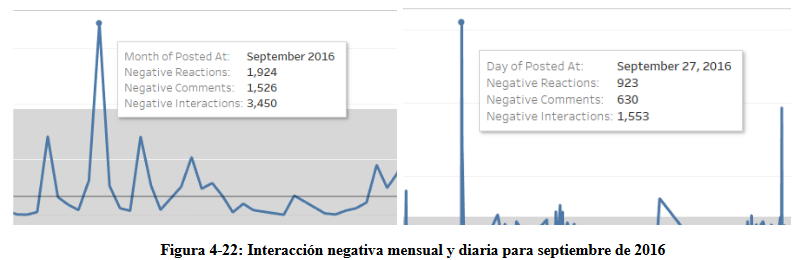 Month of Posted At: September 2016
Negative Reactions: 1,924
Negative Comments: 1,526
Negative Interactions: 3,450
Day of Posted At: September 27, 2016
Negative Reactions: 923
Negative Comments: 630
Negative Interactions: 1,553
Figura 4-22: Interacción negativa mensual y diaria para septiembre de 2016